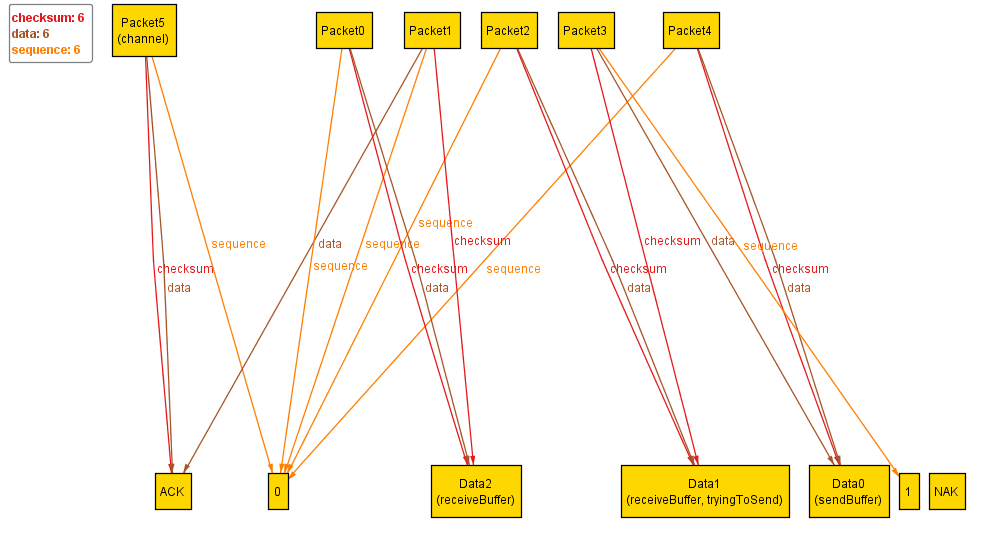 checksum: 6
data: 6
sequence: 6
Packet5
(channel)
Packet0
Packet1
Packet2
Packet3
Packet4
sequence
checksum
data
data
sequence
sequence
sequence
checksum
checksum
data
sequence
checksum
data
sequence
checksum
data
checksum
data
ACK
0
Data2
(receiveBuffer)
Data1
(receiveBuffer, tryingToSend)
Data0
(sendBuffer)
1
NAK